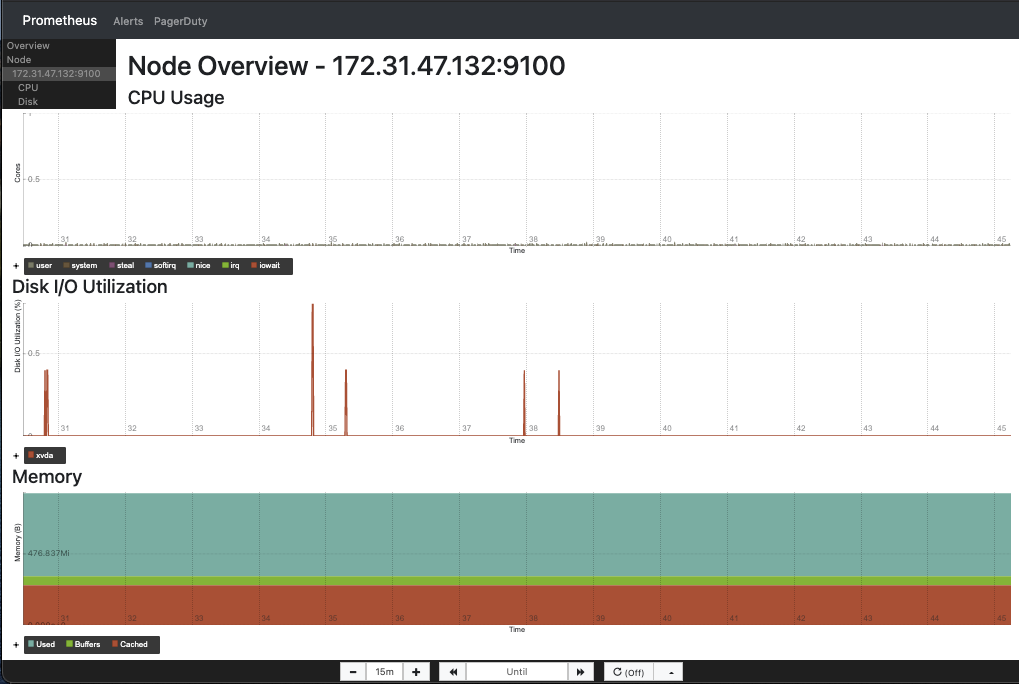 Prometheus Alerts PagerDuty
Overview
Node
172.31.47.132:9100
CPU
Disk
Node Overview - 172.31.47.132:9100
CPU Usage
Cores
0.5
31 32 33 34 35 36 37 38 39 40 41 42 43 44 45
Time
+ user system steal softirq nice irq iowait
Disk I/O Utilization
Disk I/O Utilization (%)
0.5
31 32 33 34 35 36 37 38 39 40 41 42 43 44 45
Time
+ xvda
Memory
Memory (B)
476.837Mi
31 32 33 34 35 36 37 38 39 40 41 42 43 44 45
Time
+ Used Buffers Cached
− 15m + Until (Off)